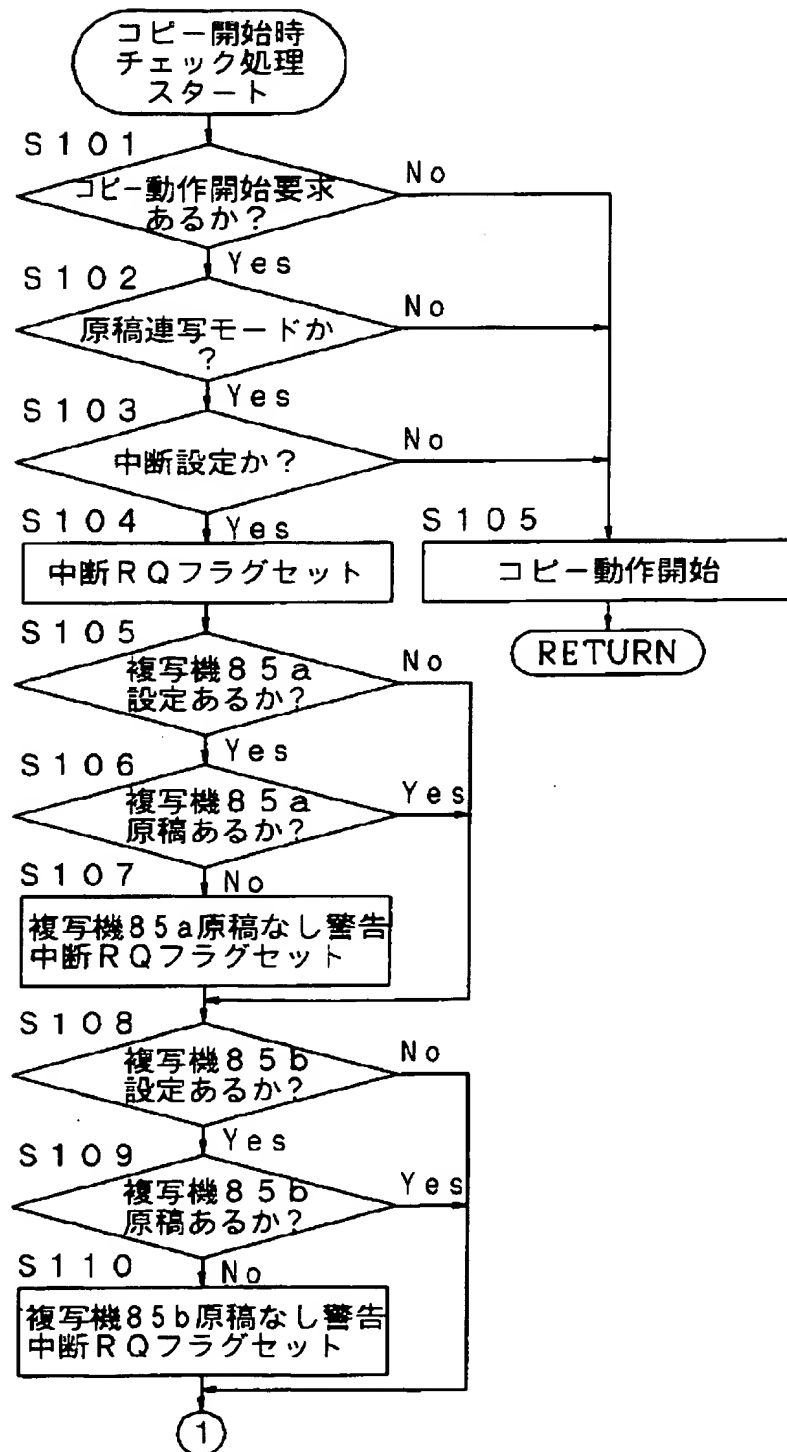 コピー開始時
チェック処理
スタート
S101
No
コピー動作開始要求
あるか？
Yes
S102
No
原稿連写モードか
？
Yes
S103
No
中断設定か？
S104
Yes
S105
中断RQフラグセット
コピー動作開始
S105
RETURN
複写機85a
設定あるか？
No
Yes
S106
複写機85a
原稿あるか？
Yes
S107
No
複写機85a原稿なし警告
中断RQフラグセット
S108
複写機85b
設定あるか？
No
Yes
S109
複写機85b
原稿あるか？
Yes
S110
No
複写機85b原稿なし警告
中断RQフラグセット
1